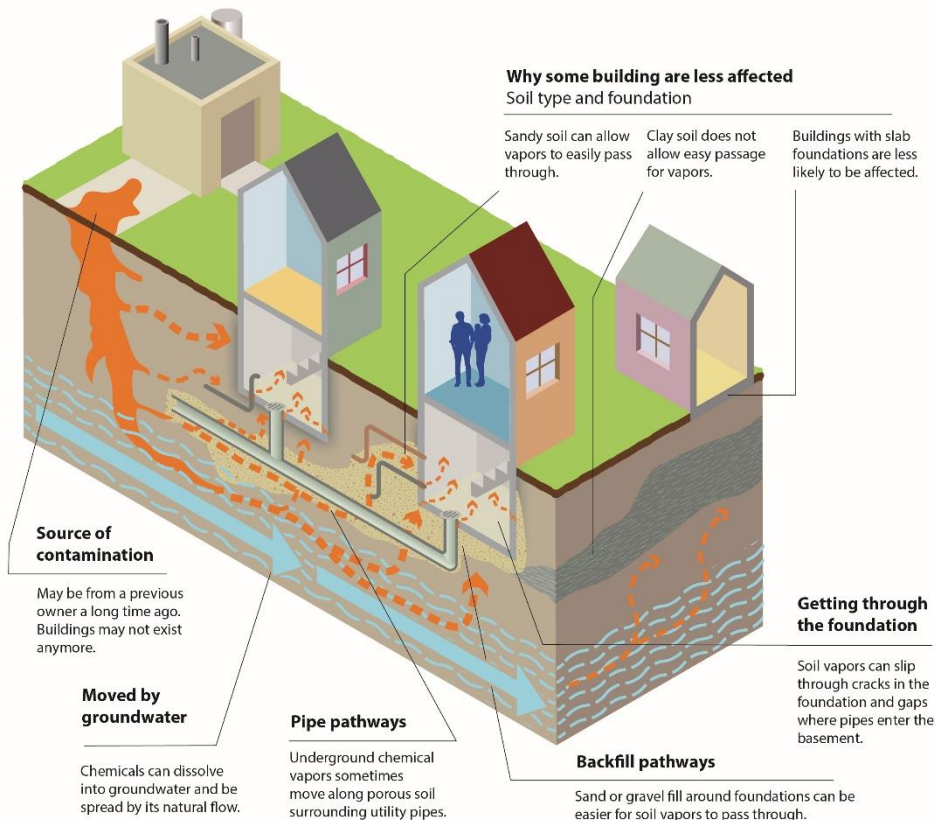 Why some building are less affected
Soil type and foundation
Sandy soil can allow
vapors to easily pass
through.
Clay soil does not
allow easy passage
for vapors.
Buildings with slab
foundations are less
likely to be affected.
Source of
contamination
May be from a previous
owner a long time ago.
Buildings may not exist
anymore.
Moved by
groundwater
Chemicals can dissolve
into groundwater and be
spread by its natural flow.
Pipe pathways
Underground chemical
vapors sometimes
move along porous soil
surrounding utility pipes.
Backfill pathways
Sand or gravel fill around foundations can be
easier for soil vapors to pass through.
Getting through
the foundation
Soil vapors can slip
through cracks in the
foundation and gaps
where pipes enter the
basement.